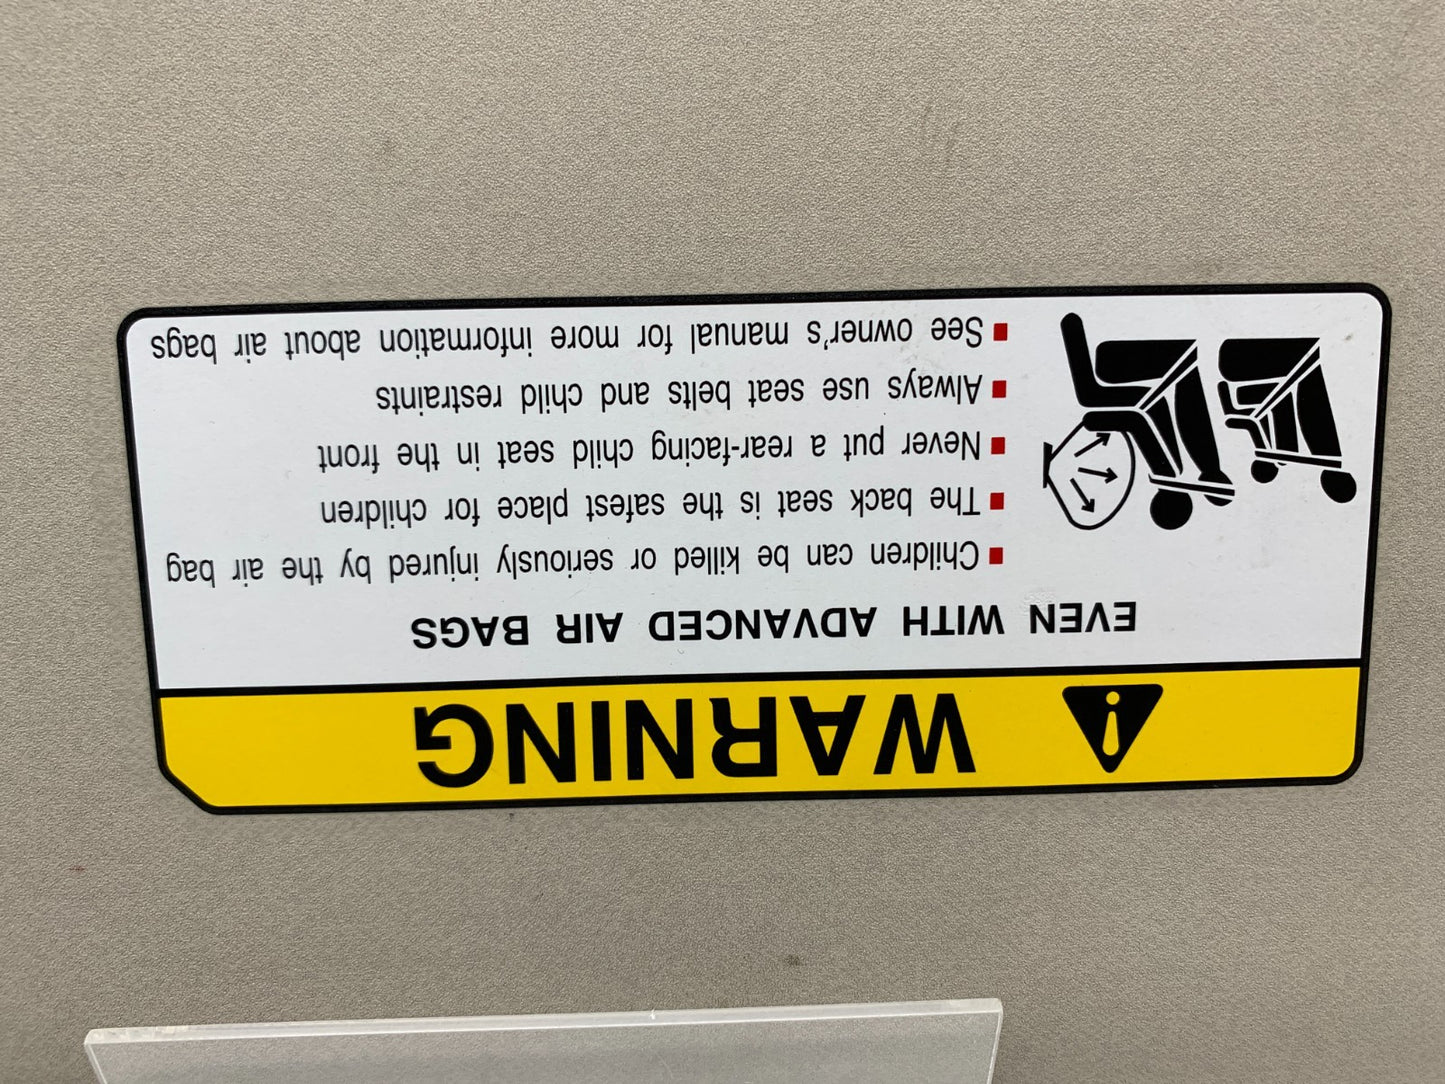 WARNING
EVEN WITH ADVANCED AIR BAGS
Children can be killed or seriously injured by the air bag
The back seat is the safest place for children
Never put a rear-facing child seat in the front
Always use seat belts and child restraints
See owner's manual for more information about air bags